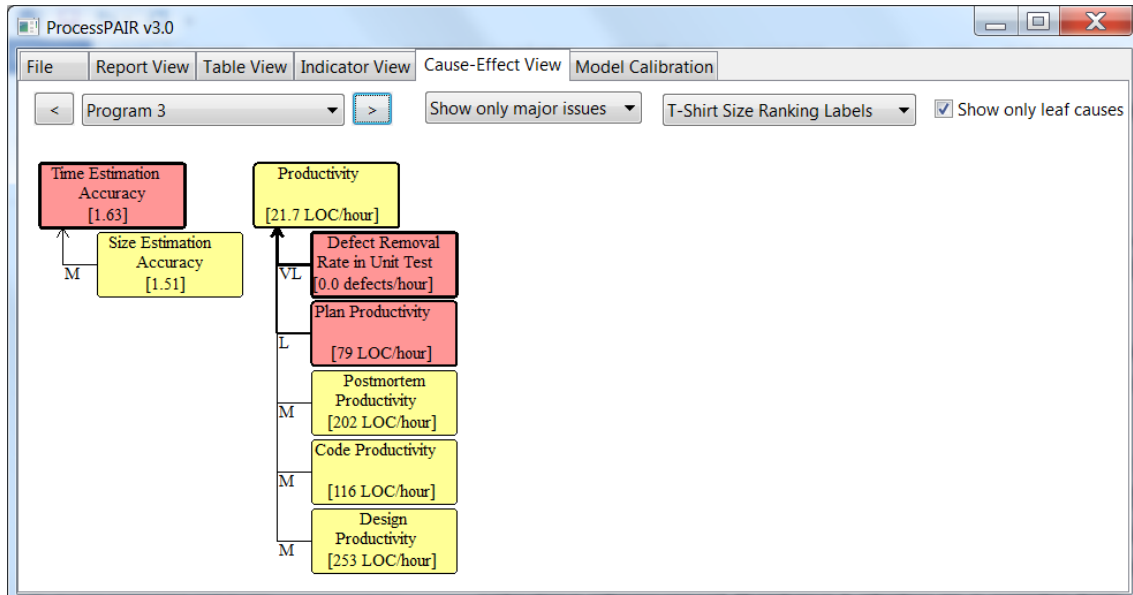 ProcessPAIR v3.0
File Report View Table View Indicator View Cause-Effect View Model Calibration
< Program 3 > Show only major issues T-Shirt Size Ranking Labels Show only leaf causes
Time Estimation
Accuracy
[1.63]
M
Size Estimation
Accuracy
[1.51]
Productivity
[21.7 LOC/hour]
VL
Defect Removal
Rate in Unit Test
[0.0 defects/hour]
L
Plan Productivity
[79 LOC/hour]
M
Postmortem
Productivity
[202 LOC/hour]
M
Code Productivity
[116 LOC/hour]
M
Design
Productivity
[253 LOC/hour]